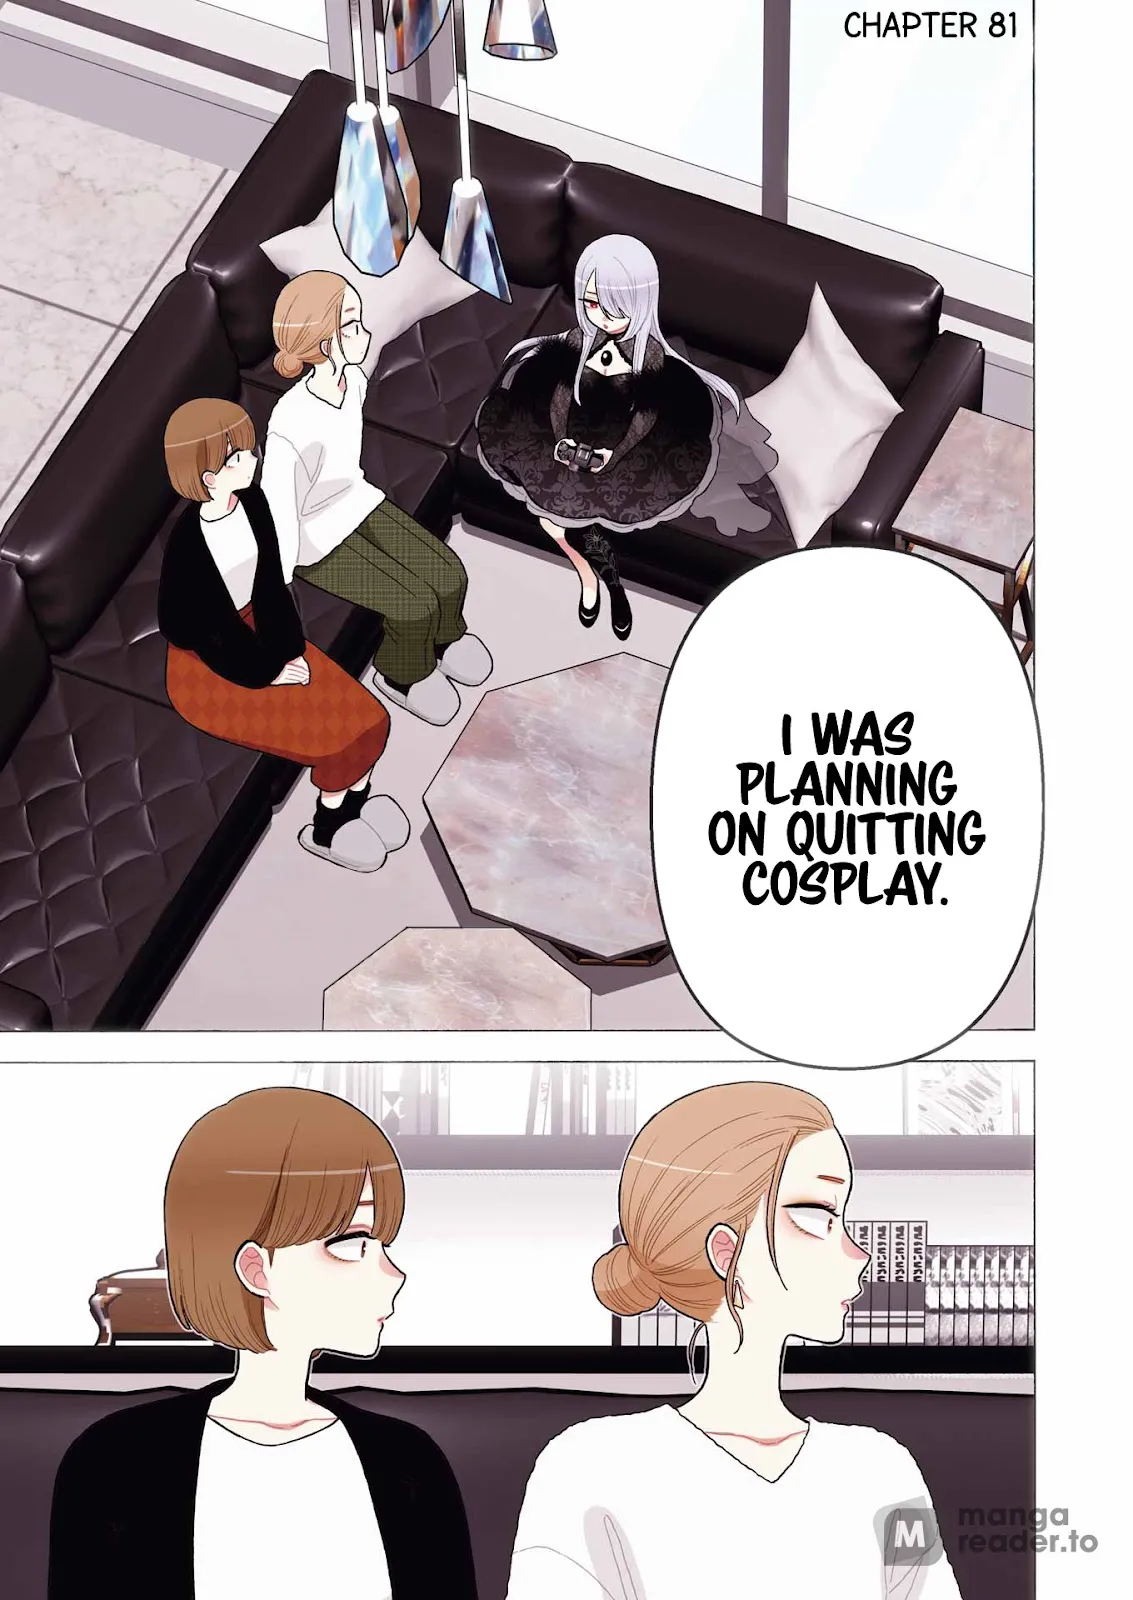 CHAPTER 81
I WAS
PLANNING
ON QUITTING
COSPLAY.
M manga
reader.to